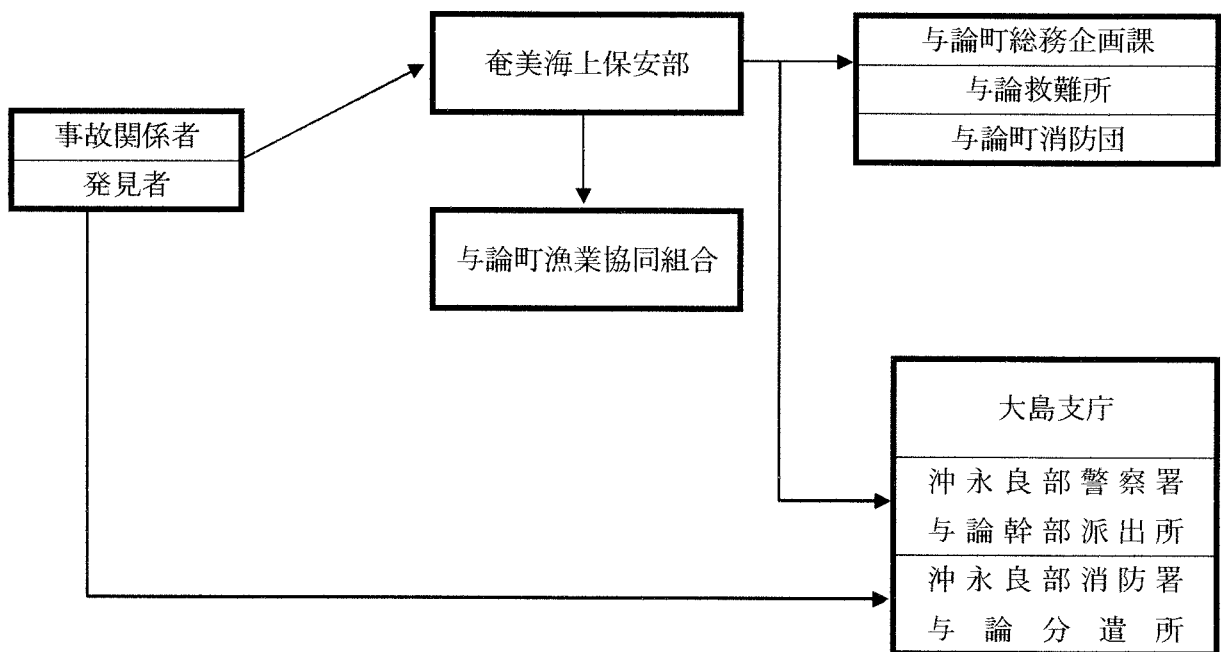 奄美海上保安部
与論町総務企画課
与論救難所
与論町消防団
事故関係者
発見者
与論町漁業協同組合
大島支庁
沖永良部警察署
与論幹部派出所
沖永良部消防署
与論分遣所